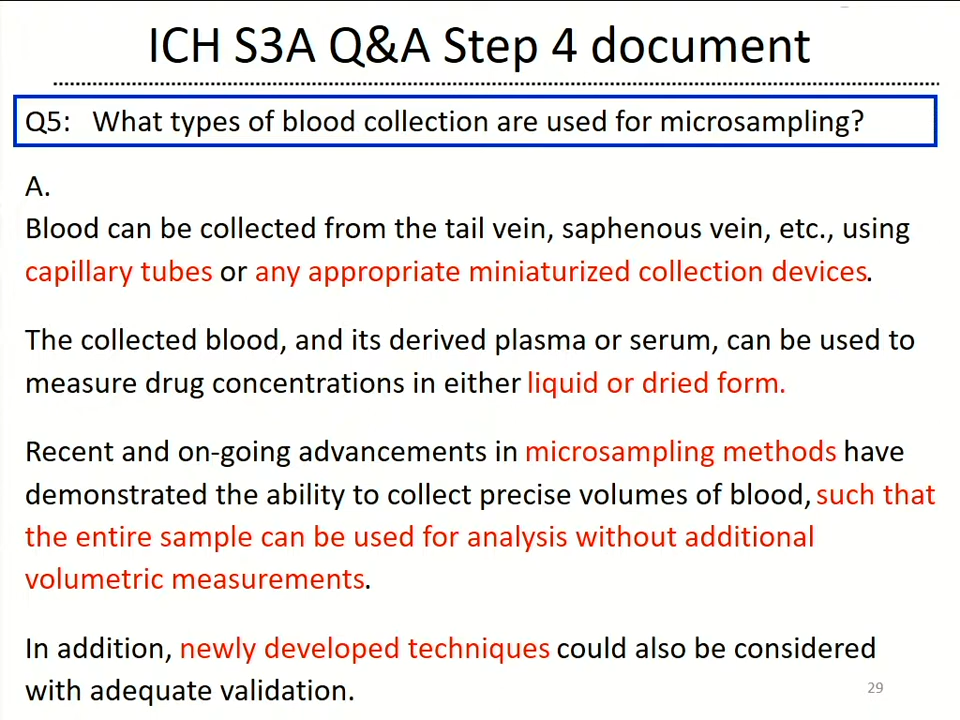 ICH S3A Q&A Step 4 document
Q5: What types of blood collection are used for microsampling?
A.
Blood can be collected from the tail vein, saphenous vein, etc., using
capillary tubes or any appropriate miniaturized collection devices.
The collected blood, and its derived plasma or serum, can be used to
measure drug concentrations in either liquid or dried form.
Recent and on-going advancements in microsampling methods have
demonstrated the ability to collect precise volumes of blood, such that
the entire sample can be used for analysis without additional
volumetric measurements.
In addition, newly developed techniques could also be considered
with adequate validation.
29